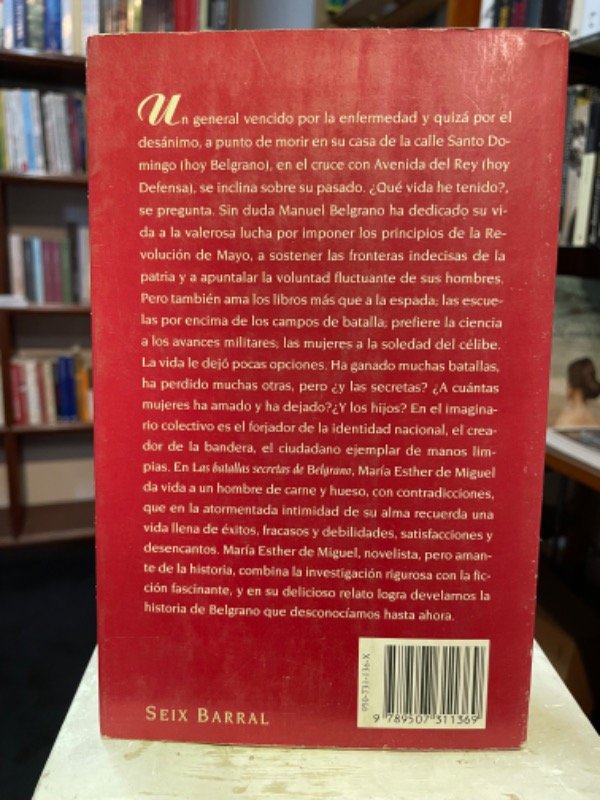 Un general vencido por la enfermedad y quizá por el
desánimo, a punto de morir en su casa de la calle Santo Do-
mingo (hoy Belgrano), en el cruce con Avenida del Rey (hoy
Defensa), se inclina sobre su pasado. ¿Qué vida he tenido?,
se pregunta. Sin duda Manuel Belgrano ha dedicado su vi-
da a la valerosa lucha por imponer los principios de la Re-
volución de Mayo, a sostener las fronteras indecisas de la
patria y a apuntalar la voluntad fluctuante de sus hombres.
Pero también ama los libros más que a la espada; las escue-
las por encima de los campos de batalla; prefiere la ciencia
a los avances militares; las mujeres a la soledad del célibe.
La vida le dejó pocas opciones. Ha ganado muchas batallas,
ha perdido muchas otras, pero ¿y las secretas? ¿A cuántas
mujeres ha amado y ha dejado?¿Y los hijos? En el imagina-
rio colectivo es el forjador de la identidad nacional, el crea-
dor de la bandera, el ciudadano ejemplar de manos lim-
pias. En Las batallas secretas de Belgrano, María Esther de Miguel
da vida a un hombre de carne y hueso, con contradicciones,
que en la atormentada intimidad de su alma recuerda una
vida llena de éxitos, fracasos y debilidades, satisfacciones y
desencantos. María Esther de Miguel, novelista, pero aman-
te de la historia, combina la investigación rigurosa con la fic-
ción fascinante, y en su delicioso relato logra develarnos la
historia de Belgrano que desconocíamos hasta ahora.
950-731-136-X
9 789507 311369
SEIX BARRAL